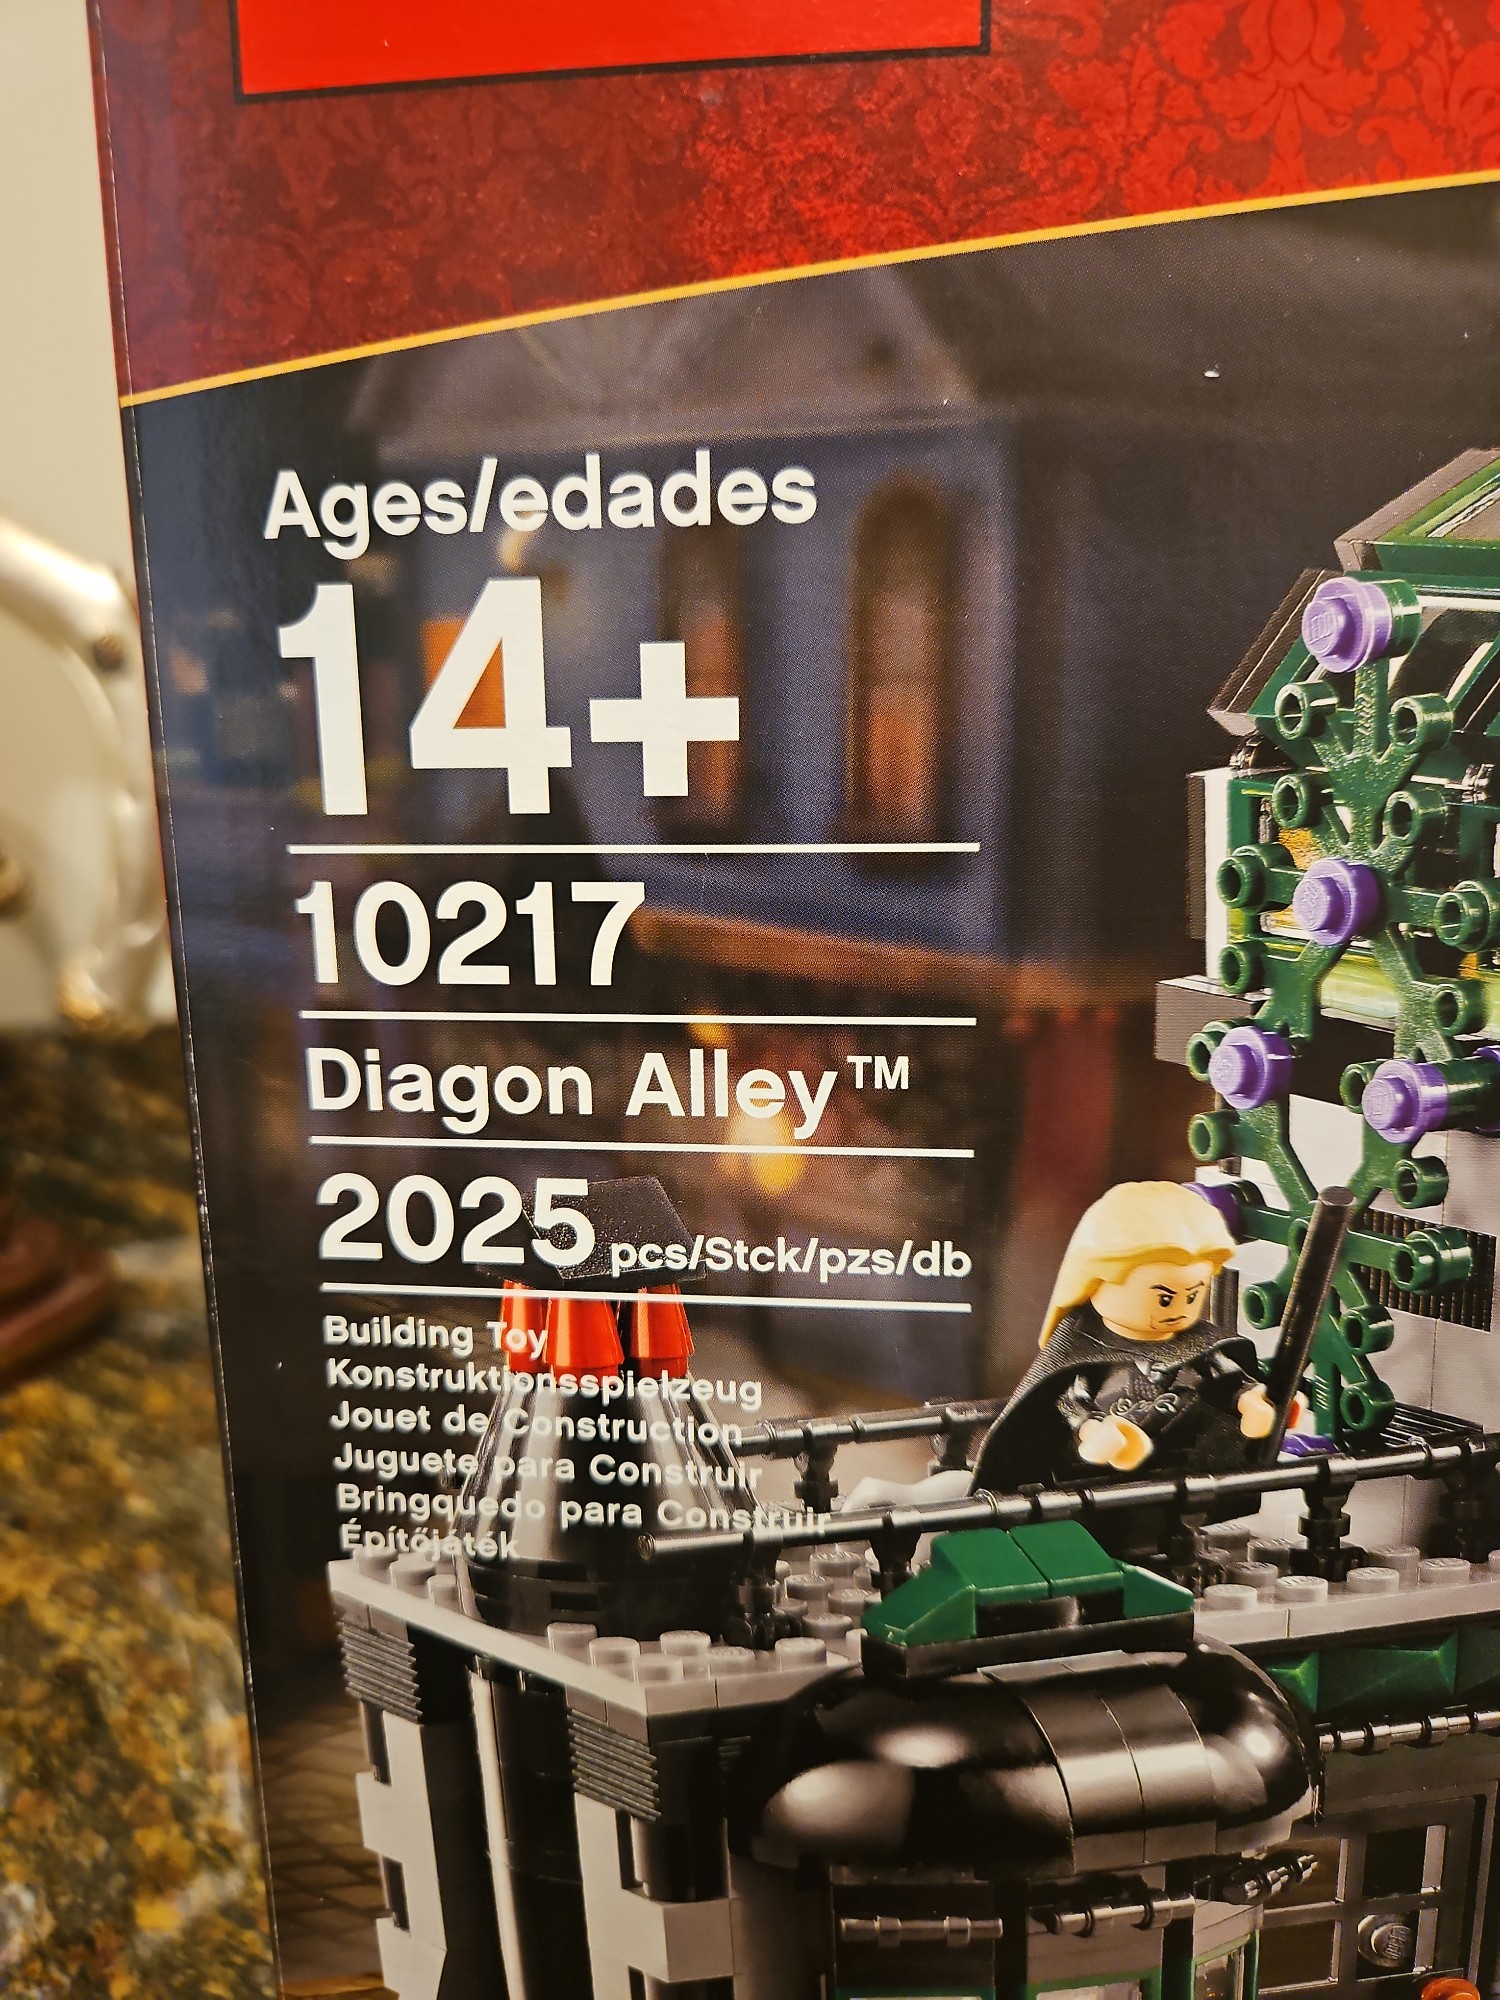 Ages/edades
14+
10217
Diagon Alley™
2025 pcs/Stck/pzs/db
Building Toy
Konstruktionsspielzeug
Jouet de Construction
Juguete para Construir
Bringquedo para Construir
Építőjáték